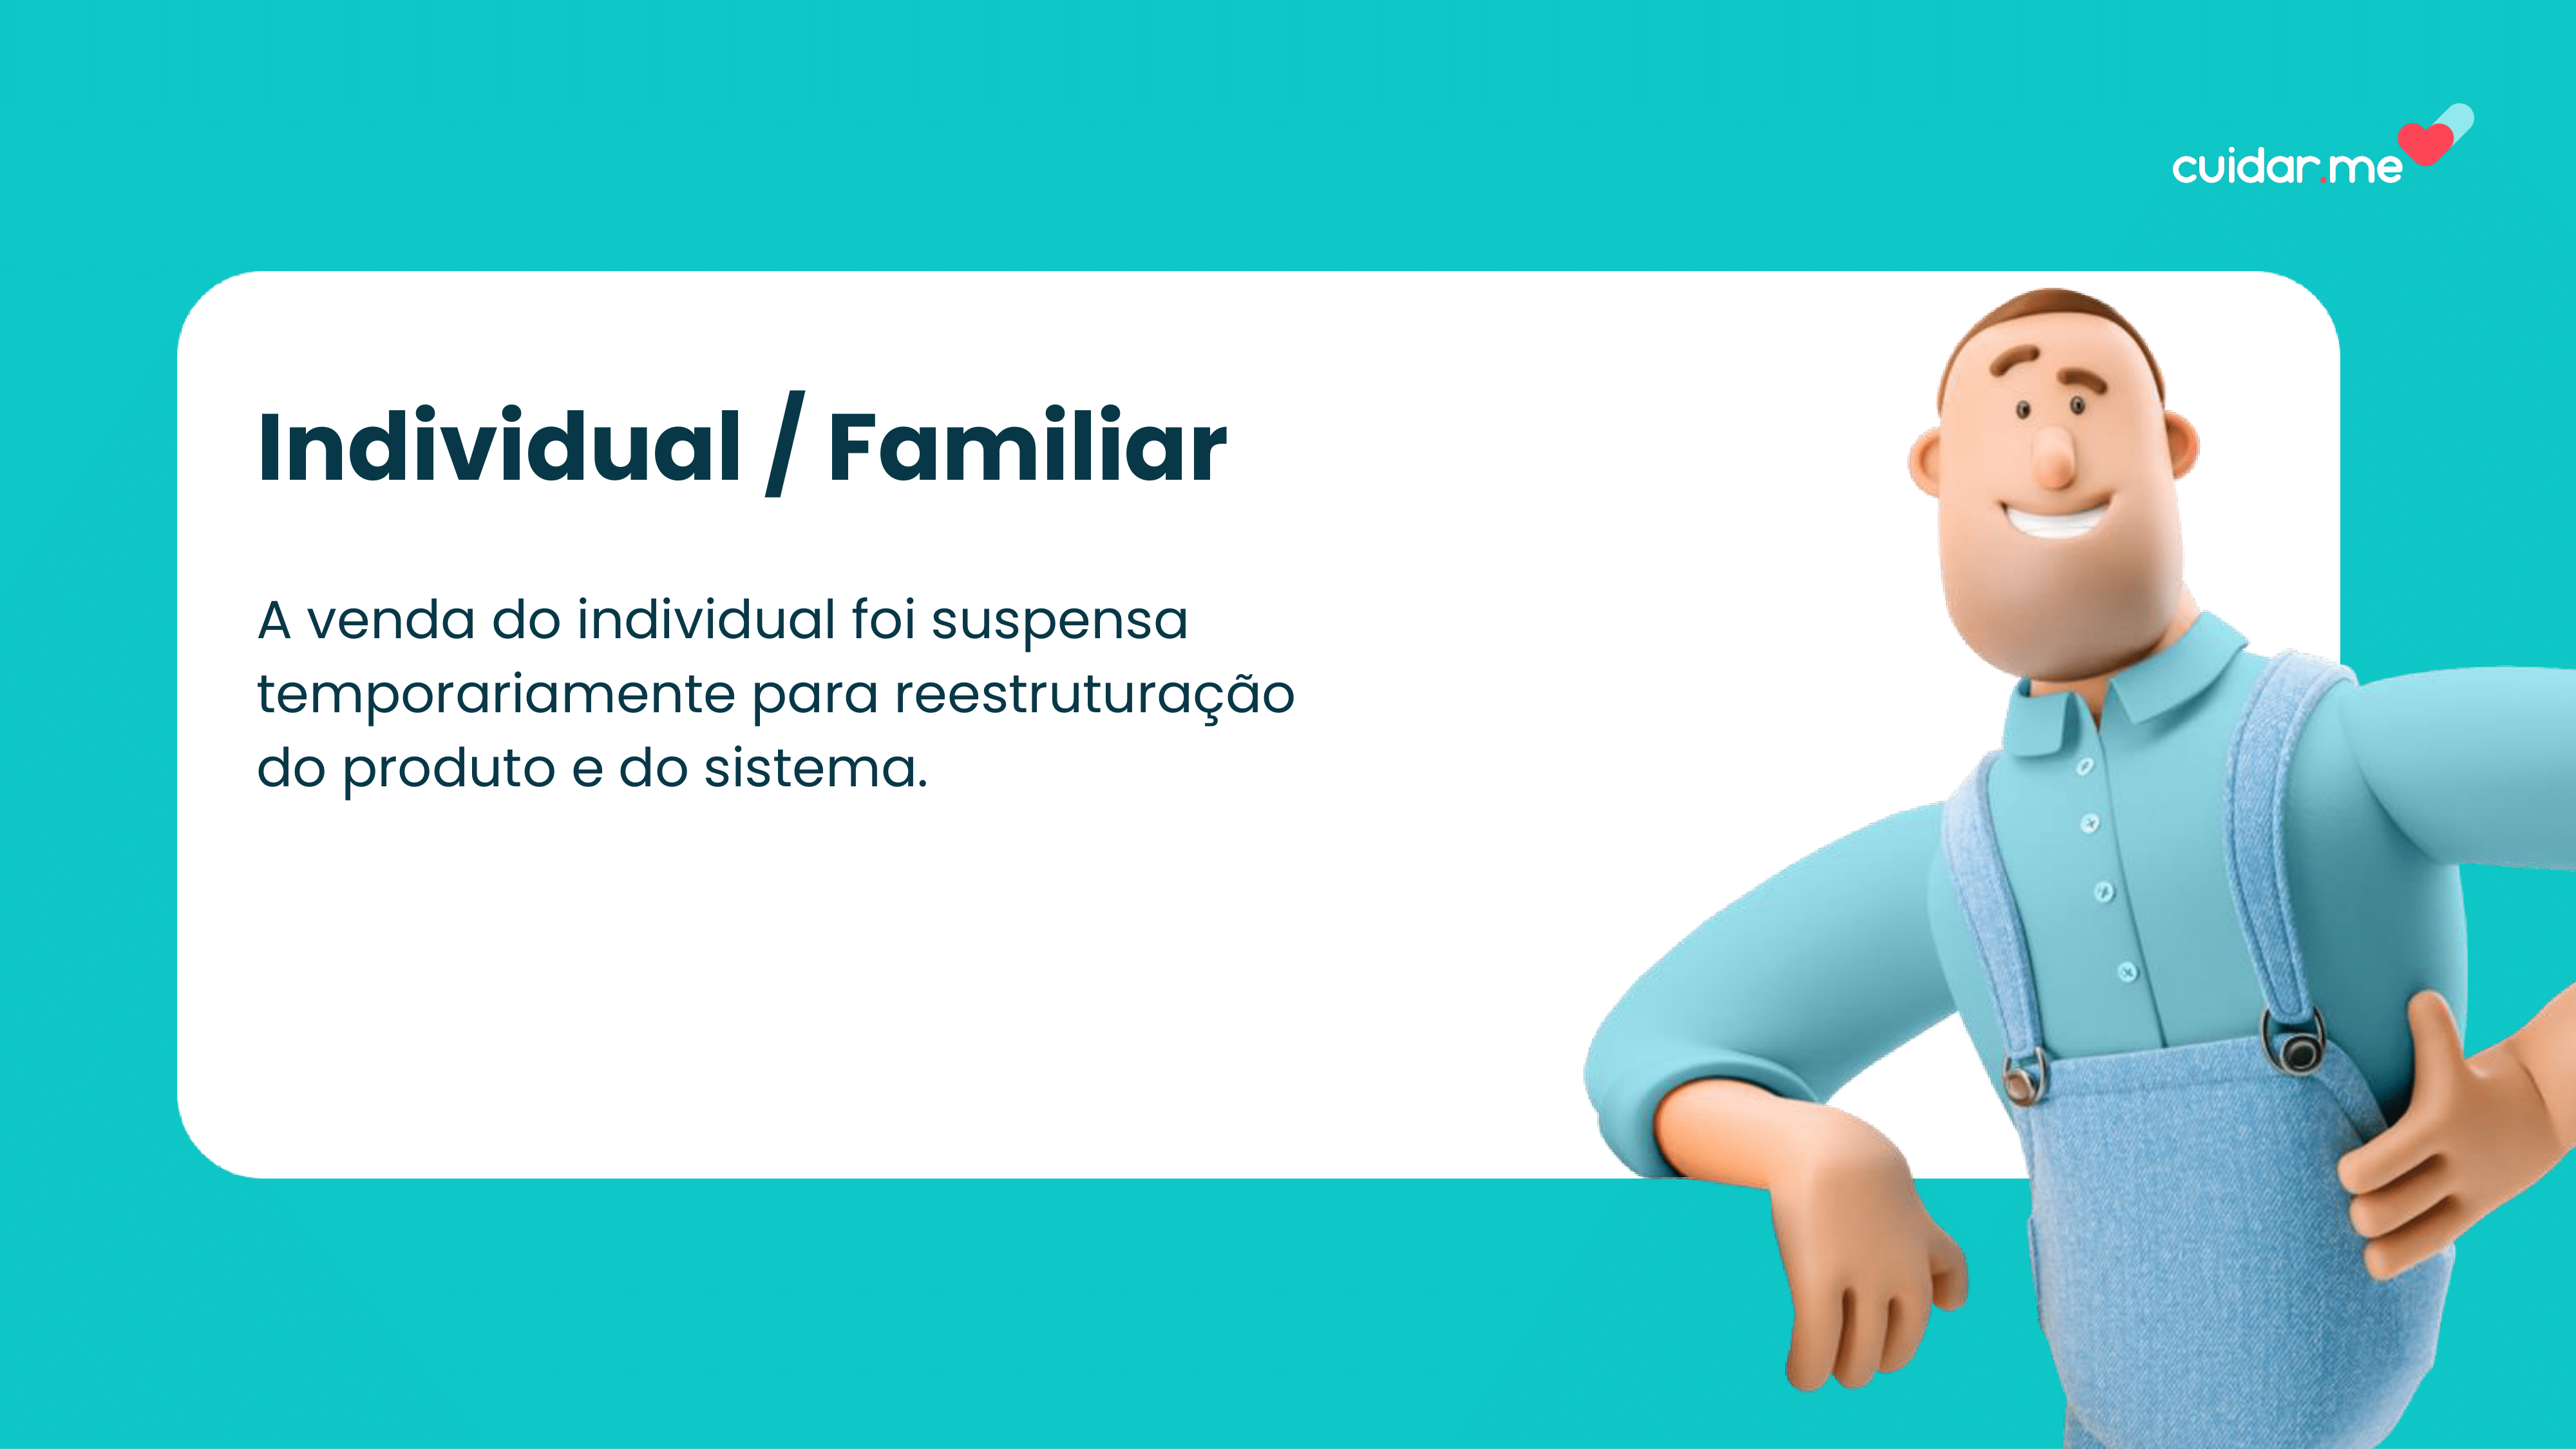 cuidar.me
Individual / Familiar
A venda do individual foi suspensa
temporariamente para reestruturação
do produto e do sistema.